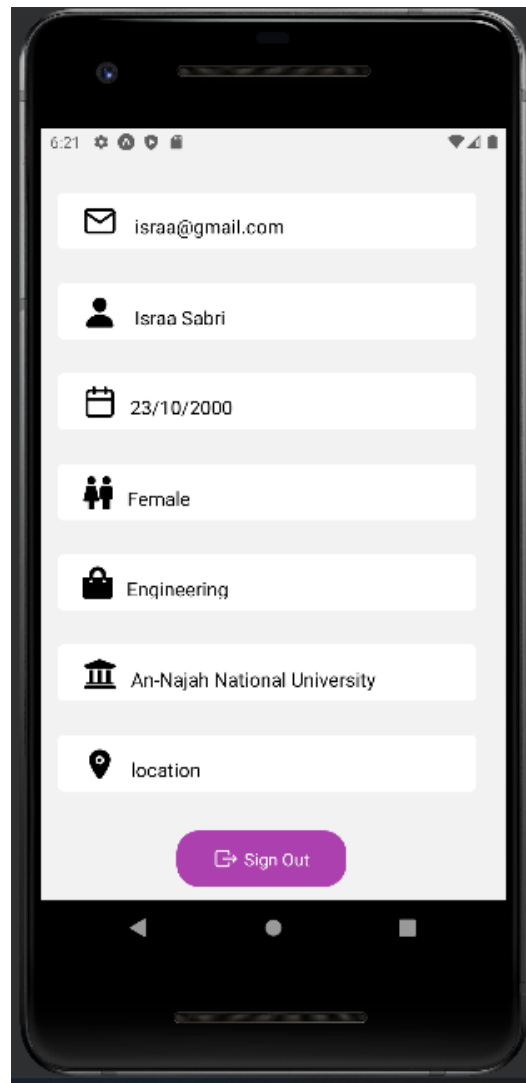 6:21
israa@gmail.com
Israa Sabri
23/10/2000
Female
Engineering
An-Najah National University
location
Sign Out